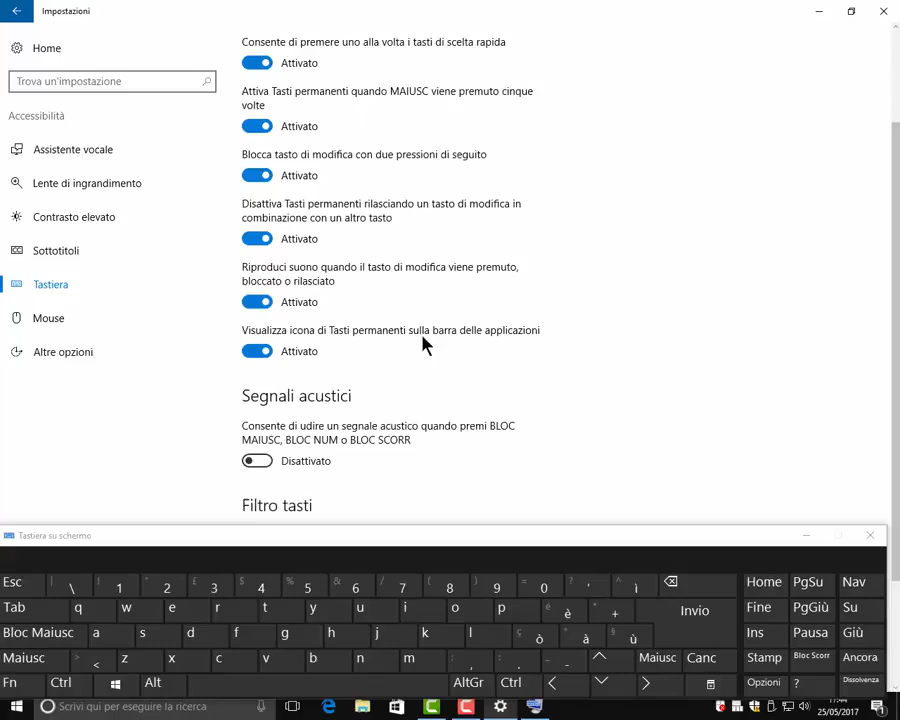 Impostazioni
Home
Trova un'impostazione
Accessibilità
Assistente vocale
Lente di ingrandimento
Contrasto elevato
Sottotitoli
Tastiera
Mouse
Altre opzioni
Consente di premere uno alla volta i tasti di scelta rapida
Attivato
Attiva Tasti permanenti quando MAIUSC viene premuto cinque
volte
Attivato
Blocca tasto di modifica con due pressioni di seguito
Attivato
Disattiva Tasti permanenti rilasciando un tasto di modifica in
combinazione con un altro tasto
Attivato
Riproduci suono quando il tasto di modifica viene premuto,
bloccato o rilasciato
Attivato
Visualizza icona di Tasti permanenti sulla barra delle applicazioni
Attivato
Segnali acustici
Consente di udire un segnale acustico quando premi BLOC
MAIUSC, BLOC NUM o BLOC SCORR
Disattivato
Filtro tasti
Tastiera su schermo
Esc | \ ! 1 " 2 £ 3 $ 4 % 5 & 6 / 7 ( 8 ) 9 = 0 ? ' ^ ì Home PgSu Nav
Tab q w e r t y u i o p é è * + Invio Fine PgGiù Su
Bloc Maiusc a s d f g h j k l ç ò ° à § ù Ins Pausa Giù
Maiusc > < z x c v b n m ; , : . _ - Maiusc Canc Stamp Bloc Scorr Ancora
Fn Ctrl Alt AltGr Ctrl Opzioni ? Dissolvenza
Scrivi qui per eseguire la ricerca
17:44
25/05/2017